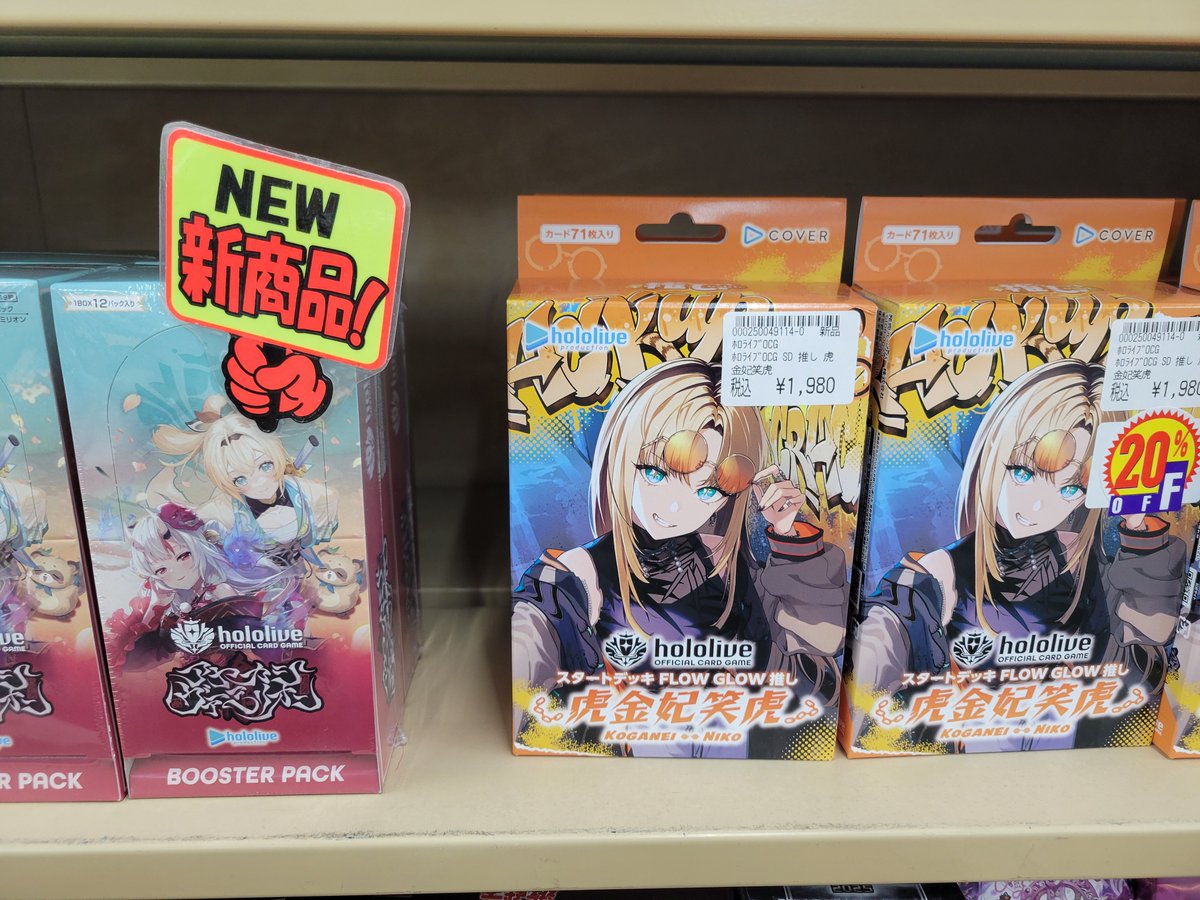 NEW
新商品!
1BOX×12パック入り
hololive
OFFICIAL CARD GAME
hololive
BOOSTER PACK
R PACK
カード71枚入り
COVER
hololive
production
000250049114-0 新品
ﾎﾛﾗｲﾌﾞOCG
ﾎﾛﾗｲﾌﾞOCG SD 推し 虎
金妃笑虎
税込 ¥1,980
hololive
OFFICIAL CARD GAME
スタートデッキ FLOW GLOW 推し
虎金妃笑虎
KOGANEI NIKO
カード71枚入り
COVER
hololive
production
000250049114-0
ﾎﾛﾗｲﾌﾞOCG
ﾎﾛﾗｲﾌﾞOCG SD 推し
金妃笑虎
税込 ¥1,980
20%
OFF
hololive
OFFICIAL CARD GAME
スタートデッキ FLOW GLOW 推し
虎金妃笑虎
KOGANEI NIKO